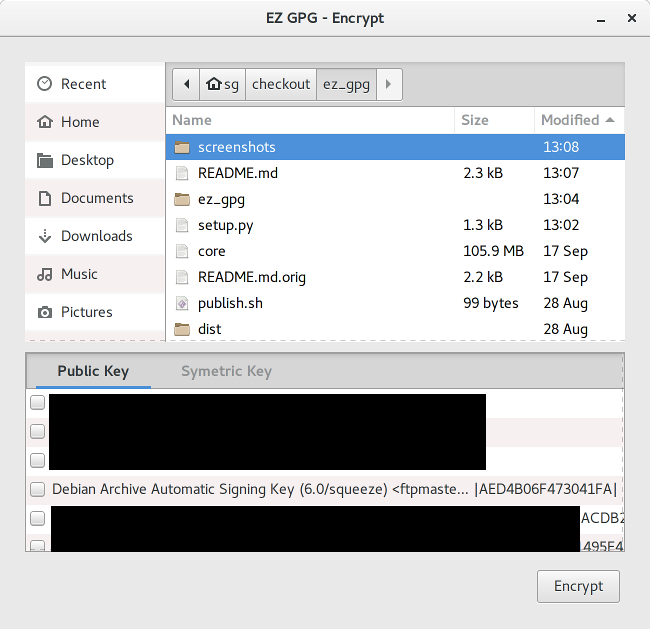 EZ GPG - Encrypt
Recent
Home
Desktop
Documents
Downloads
Music
Pictures
sg checkout ez_gpg
Name Size Modified
screenshots 13:08
README.md 2.3 kB 13:07
ez_gpg 13:04
setup.py 1.3 kB 13:02
core 105.9 MB 17 Sep
README.md.orig 2.2 kB 17 Sep
publish.sh 99 bytes 28 Aug
dist 28 Aug
Public Key Symetric Key
Debian Archive Automatic Signing Key (6.0/squeeze) <ftpmaste... |AED4B06F473041FA|
ACDB2
495E4
Encrypt